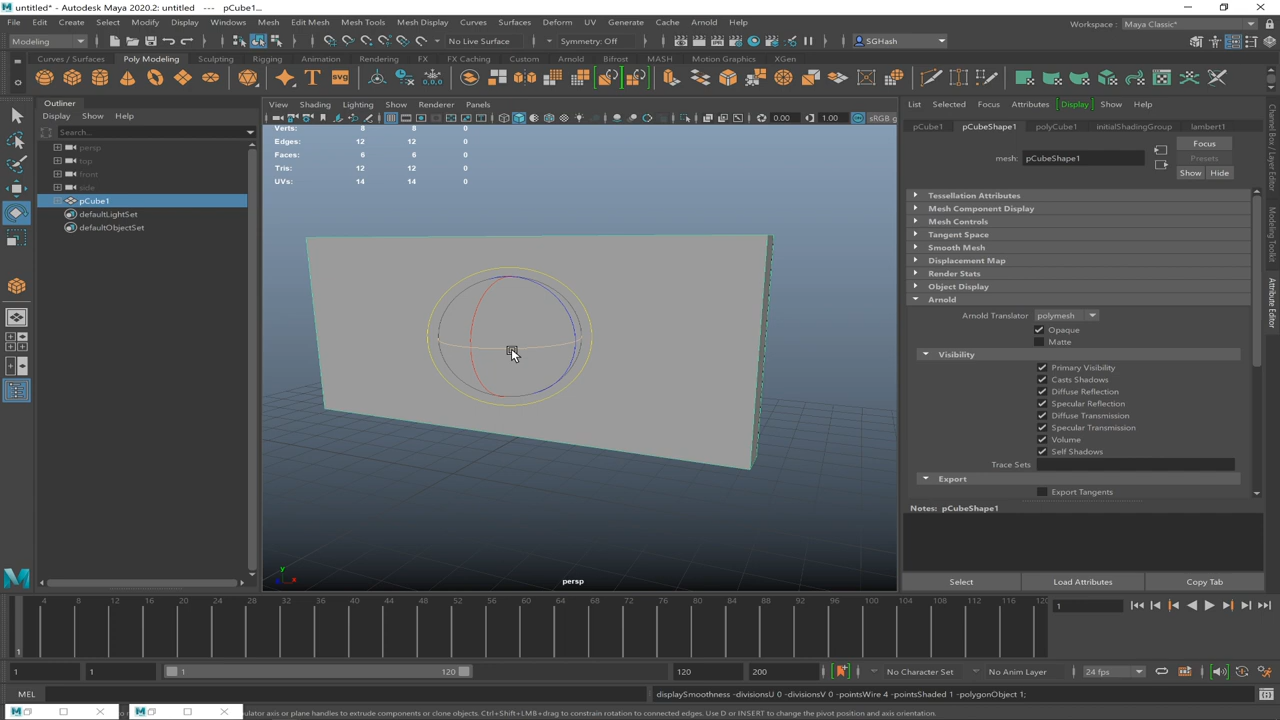 untitled* - Autodesk Maya 2020.2: untitled --- pCube1...
File Edit Create Select Modify Display Windows Mesh Edit Mesh Mesh Tools Mesh Display Curves Surfaces Deform UV Generate Cache Arnold Help
Workspace : Maya Classic*
Modeling
No Live Surface
Symmetry: Off
SGHash
Curves / Surfaces Poly Modeling Sculpting Rigging Animation Rendering FX FX Caching Custom Arnold Bifrost MASH Motion Graphics XGen
SVG
Outliner
Display Show Help
Search...
persp
top
front
side
pCube1
defaultLightSet
defaultObjectSet
View Shading Lighting Show Renderer Panels
0.00 1.00 sRGB g
Verts: 8 8 0
Edges: 12 12 0
Faces: 6 6 0
Tris: 12 12 0
UVs: 14 14 0
y
x
persp
List Selected Focus Attributes Display Show Help
pCube1 pCubeShape1 polyCube1 initialShadingGroup lambert1
mesh: pCubeShape1
Focus
Presets
Show Hide
Tessellation Attributes
Mesh Component Display
Mesh Controls
Tangent Space
Smooth Mesh
Displacement Map
Render Stats
Object Display
Arnold
Arnold Translator polymesh
Opaque
Matte
Visibility
Primary Visibility
Casts Shadows
Diffuse Reflection
Specular Reflection
Diffuse Transmission
Specular Transmission
Volume
Self Shadows
Trace Sets
Export
Export Tangents
Notes: pCubeShape1
Select Load Attributes Copy Tab
Channel Box / Layer Editor
Modeling Toolkit
Attribute Editor
4 8 12 16 20 24 28 32 36 40 44 48 52 56 60 64 68 72 76 80 84 88 92 96 100 104 108 112 116 120
1
1
1 1 1 120 120 200
No Character Set
No Anim Layer
24 fps
MEL
displaySmoothness -divisionsU 0 -divisionsV 0 -pointsWire 4 -pointsShaded 1 -polygonObject 1;
ulator axis or plane handles to extrude components or clone objects. Ctrl+Shift+LMB+drag to constrain rotation to connected edges. Use D or INSERT to change the pivot position and axis orientation.